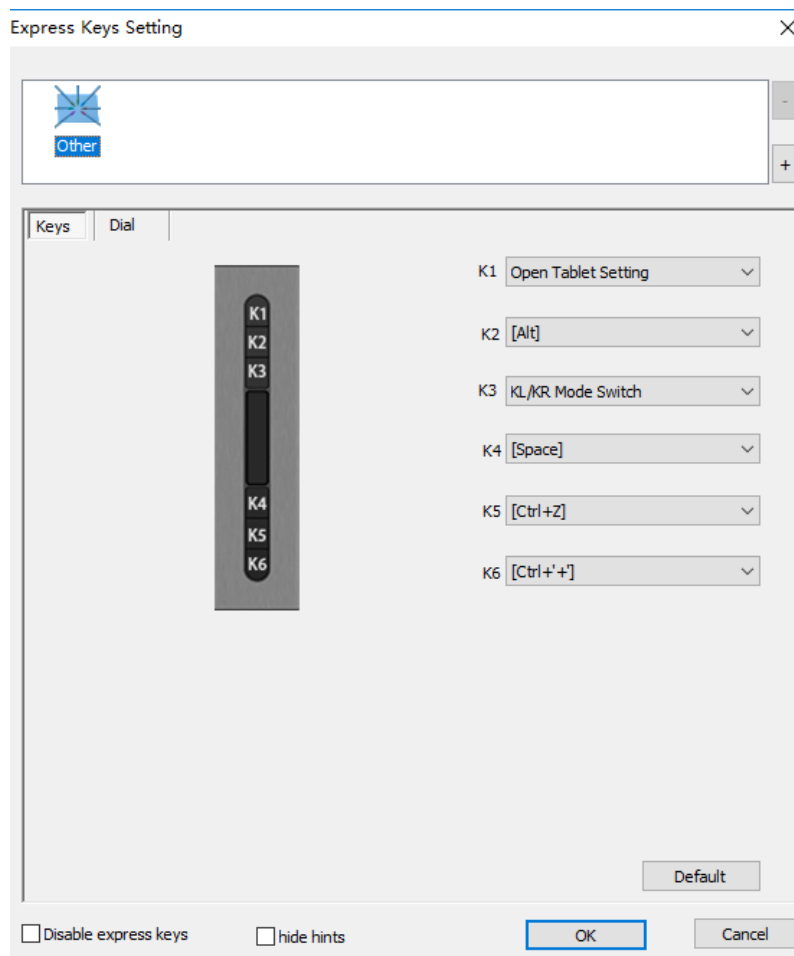 Express Keys Setting
Other
-
+
Keys
Dial
K1
K2
K3
K4
K5
K6
K1 Open Tablet Setting
K2 [Alt]
K3 KL/KR Mode Switch
K4 [Space]
K5 [Ctrl+Z]
K6 [Ctrl+'+']
Default
Disable express keys
hide hints
OK
Cancel